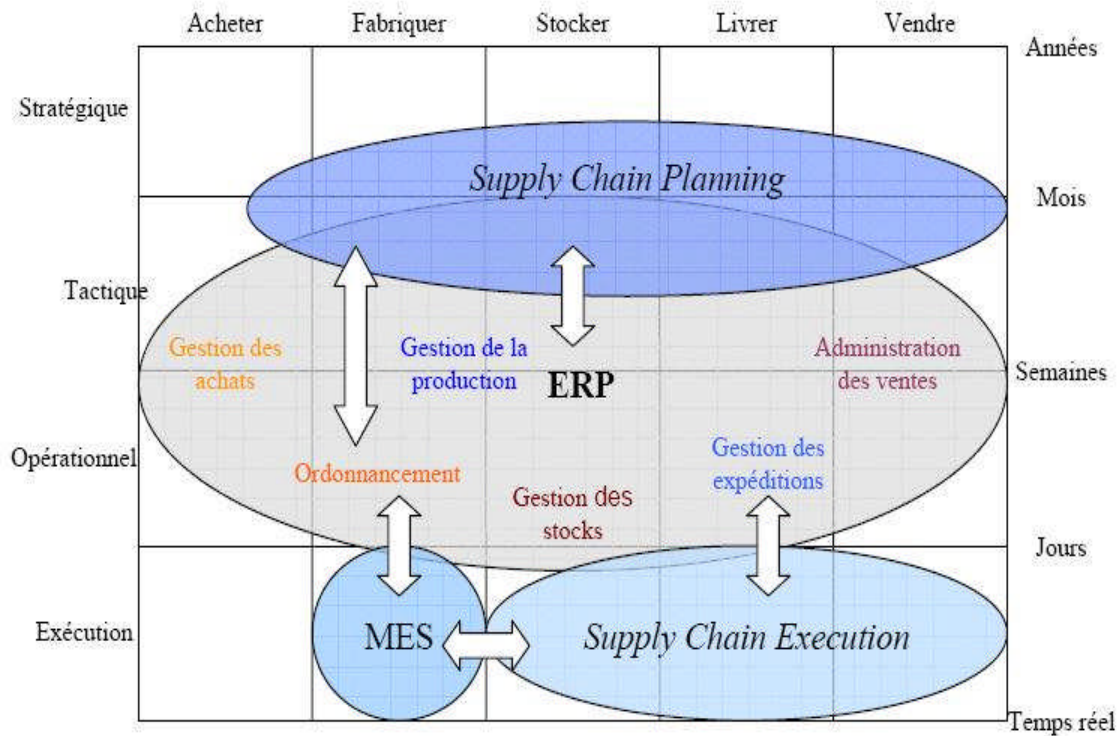 Acheter Fabriquer Stocker Livrer Vendre
Années
Stratégique
Supply Chain Planning
Mois
Tactique
Gestion des
achats
Gestion de la
production
ERP
Administration
des ventes
Semaines
Opérationnel
Ordonnancement
Gestion des
stocks
Gestion des
expéditions
Jours
Exécution
MES
Supply Chain Execution
Temps réel